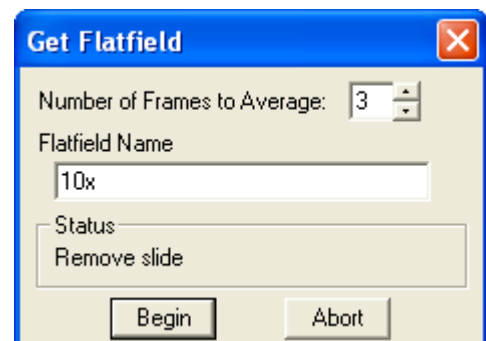 Get Flatfield
Number of Frames to Average: 3
Flatfield Name
10x
Status
Remove slide
Begin Abort